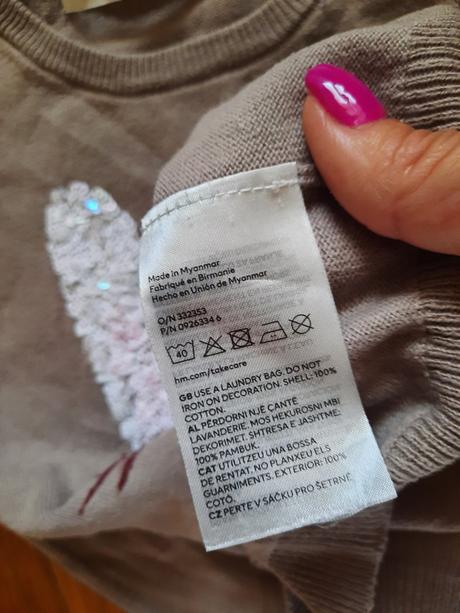 Made in Myanmar
Fabriqué en Birmanie
Hecho en Unión de Myanmar
O/N 332353
P/N 0926334 6
40
hm.com/takecare
GB USE A LAUNDRY BAG. DO NOT
IRON ON DECORATION. SHELL: 100%
COTTON.
AL PËRDORNI NJË ÇANTË
LAVANDERIE. MOS HEKUROSNI MBI
DEKORIMET. SHTRESA E JASHTME:
100% PAMBUK.
CAT UTILITZEU UNA BOSSA
DE RENTAT. NO PLANXEU ELS
GUARNIMENTS. EXTERIOR: 100%
COTÓ.
CZ PERTE V SÁČKU PRO ŠETRNÉ